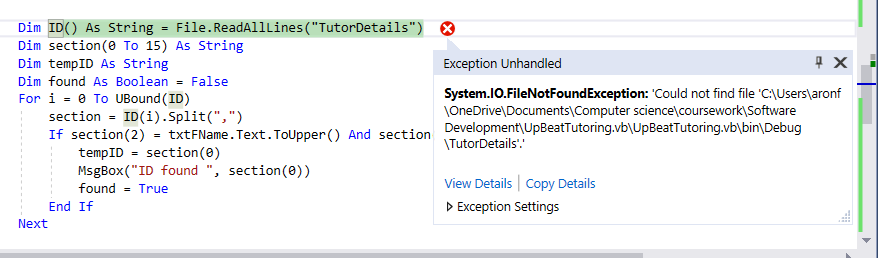 Dim ID() As String = File.ReadAllLines("TutorDetails")
Dim section(0 To 15) As String
Dim tempID As String
Dim found As Boolean = False
For i = 0 To UBound(ID)
section = ID(i).Split(",")
If section(2) = txtFName.Text.ToUpper() And section
tempID = section(0)
MsgBox("ID found ", section(0))
found = True
End If
Next
Exception Unhandled
System.IO.FileNotFoundException: 'Could not find file 'C:\Users\aronf
\OneDrive\Documents\Computer science\coursework\Software
Development\UpBeatTutoring.vb\UpBeatTutoring.vb\bin\Debug
\TutorDetails'.'
View Details | Copy Details
Exception Settings